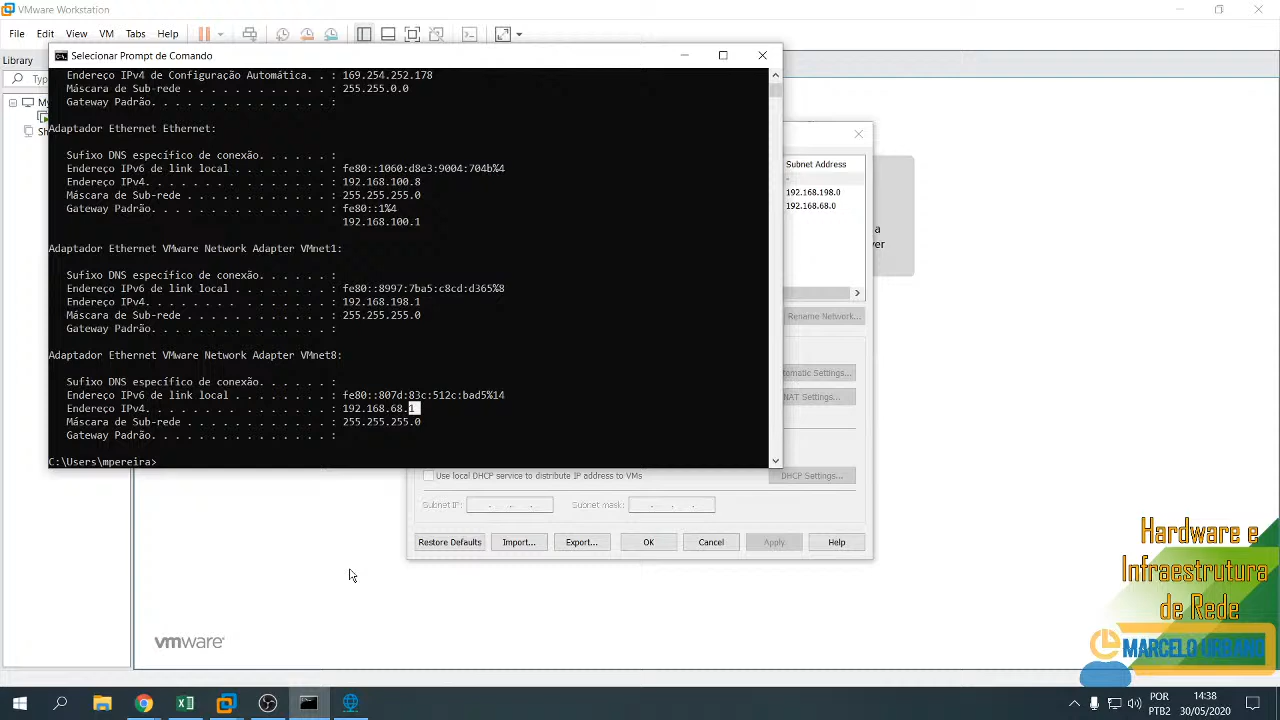 VMware Workstation
File Edit View VM Tabs Help
Library
Selecionar Prompt de Comando
Endereço IPv4 de Configuração Automática. . : 169.254.252.178
Máscara de Sub-rede . . . . . . . . . . . . : 255.255.0.0
Gateway Padrão. . . . . . . . . . . . . . . :
Adaptador Ethernet Ethernet:
Sufixo DNS específico de conexão. . . . . . :
Endereço IPv6 de link local . . . . . . . . : fe80::1060:d8e3:9004:704b%4
Endereço IPv4. . . . . . . . . . . . . . . : 192.168.100.8
Máscara de Sub-rede . . . . . . . . . . . . : 255.255.255.0
Gateway Padrão. . . . . . . . . . . . . . . : fe80::1%4
192.168.100.1
Adaptador Ethernet VMware Network Adapter VMnet1:
Sufixo DNS específico de conexão. . . . . . :
Endereço IPv6 de link local . . . . . . . . : fe80::8997:7ba5:c8cd:d365%8
Endereço IPv4. . . . . . . . . . . . . . . : 192.168.198.1
Máscara de Sub-rede . . . . . . . . . . . . : 255.255.255.0
Gateway Padrão. . . . . . . . . . . . . . . :
Adaptador Ethernet VMware Network Adapter VMnet8:
Sufixo DNS específico de conexão. . . . . . :
Endereço IPv6 de link local . . . . . . . . : fe80::807d:83c:512c:bad5%14
Endereço IPv4. . . . . . . . . . . . . . . : 192.168.68.1
Máscara de Sub-rede . . . . . . . . . . . . : 255.255.255.0
Gateway Padrão. . . . . . . . . . . . . . . :
C:\Users\mpereira>
Subnet Address
-
192.168.198.0
192.168.68.0
a
ver
Rename Network...
omatic Settings...
NAT Settings...
Use local DHCP service to distribute IP address to VMs
DHCP Settings...
Subnet IP: . . . Subnet mask: . . .
Restore Defaults Import... Export... OK Cancel Apply Help
vmware
Hardware e
Infraestrutura
de Rede
MARCELO URBANO
POR
PTB2
14:38
30/05/2020